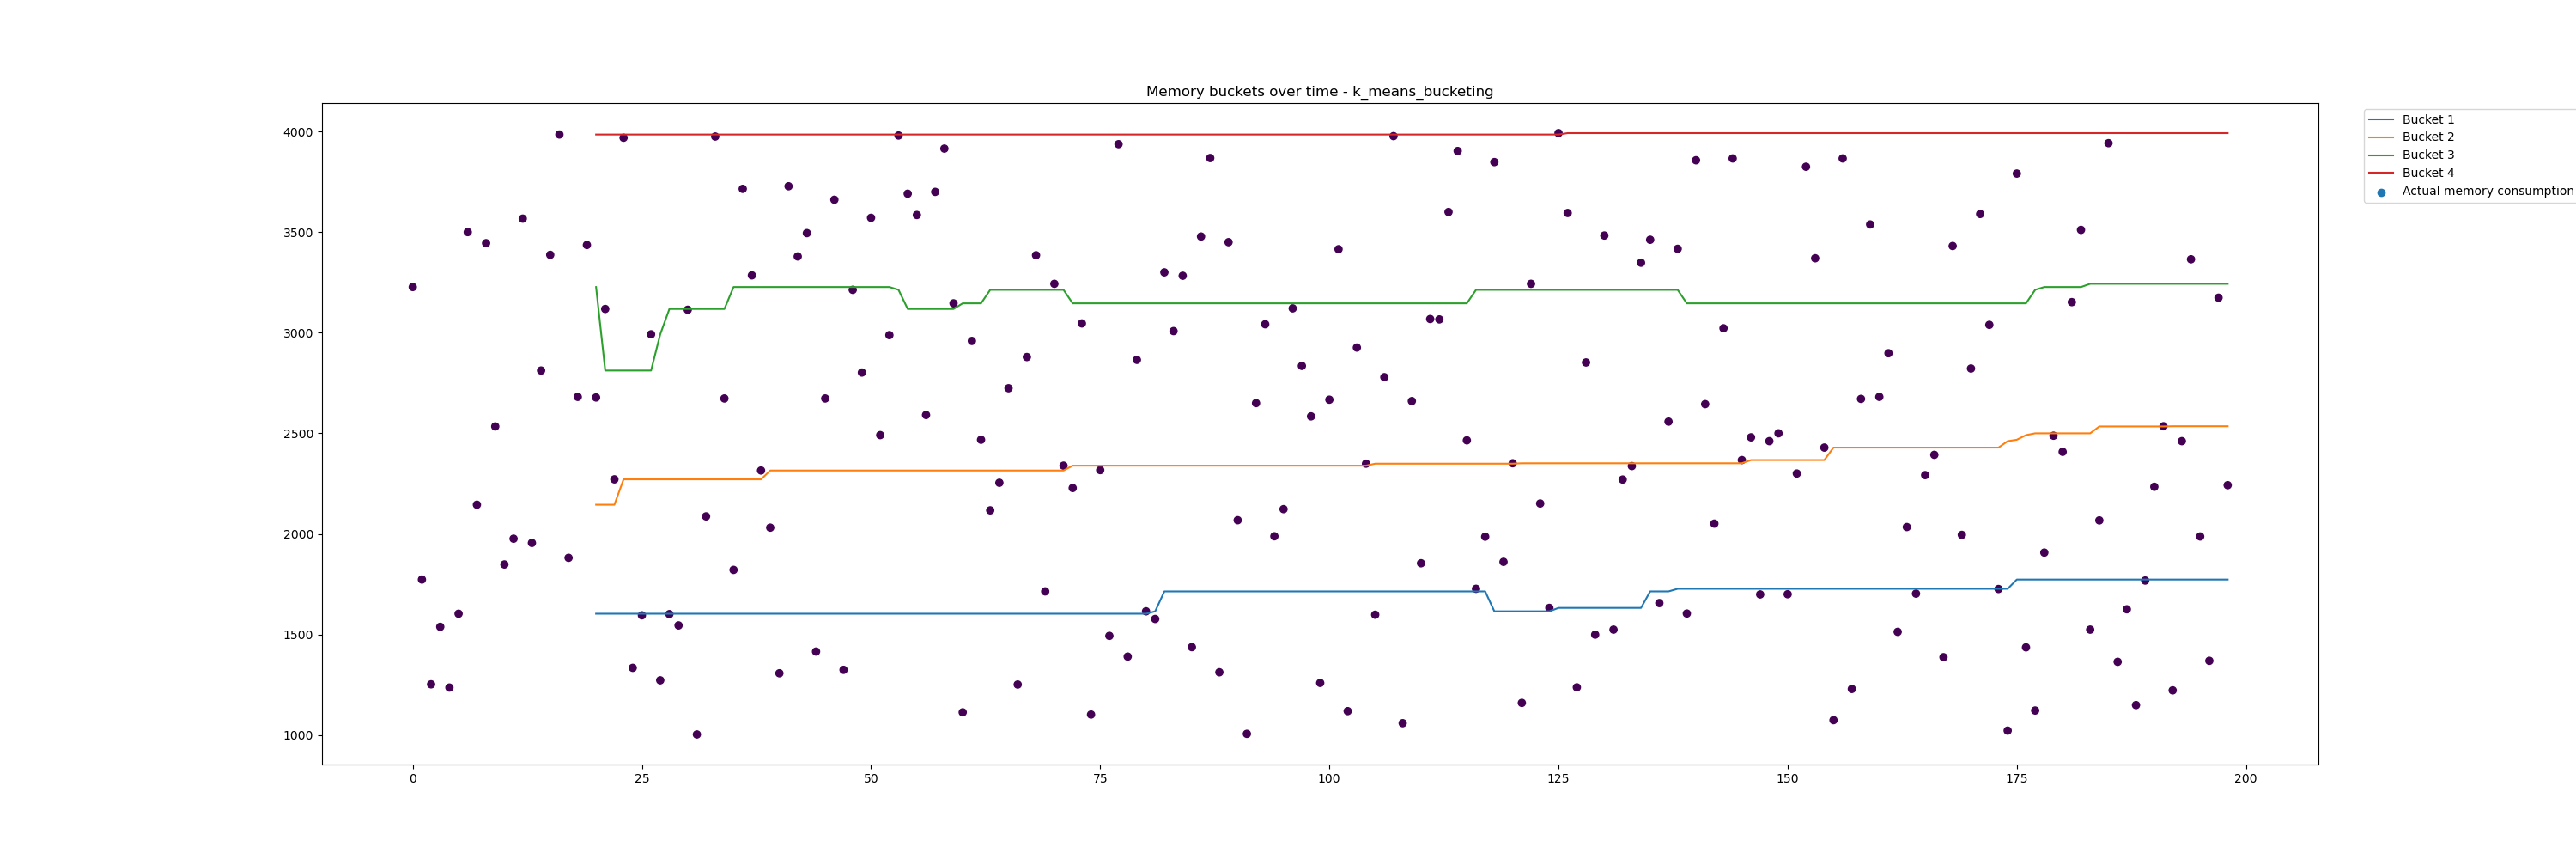 Memory buckets over time - k_means_bucketing
4000
3500
3000
2500
2000
1500
1000
0 25 50 75 100 125 150 175 200
Bucket 1
Bucket 2
Bucket 3
Bucket 4
Actual memory consumption